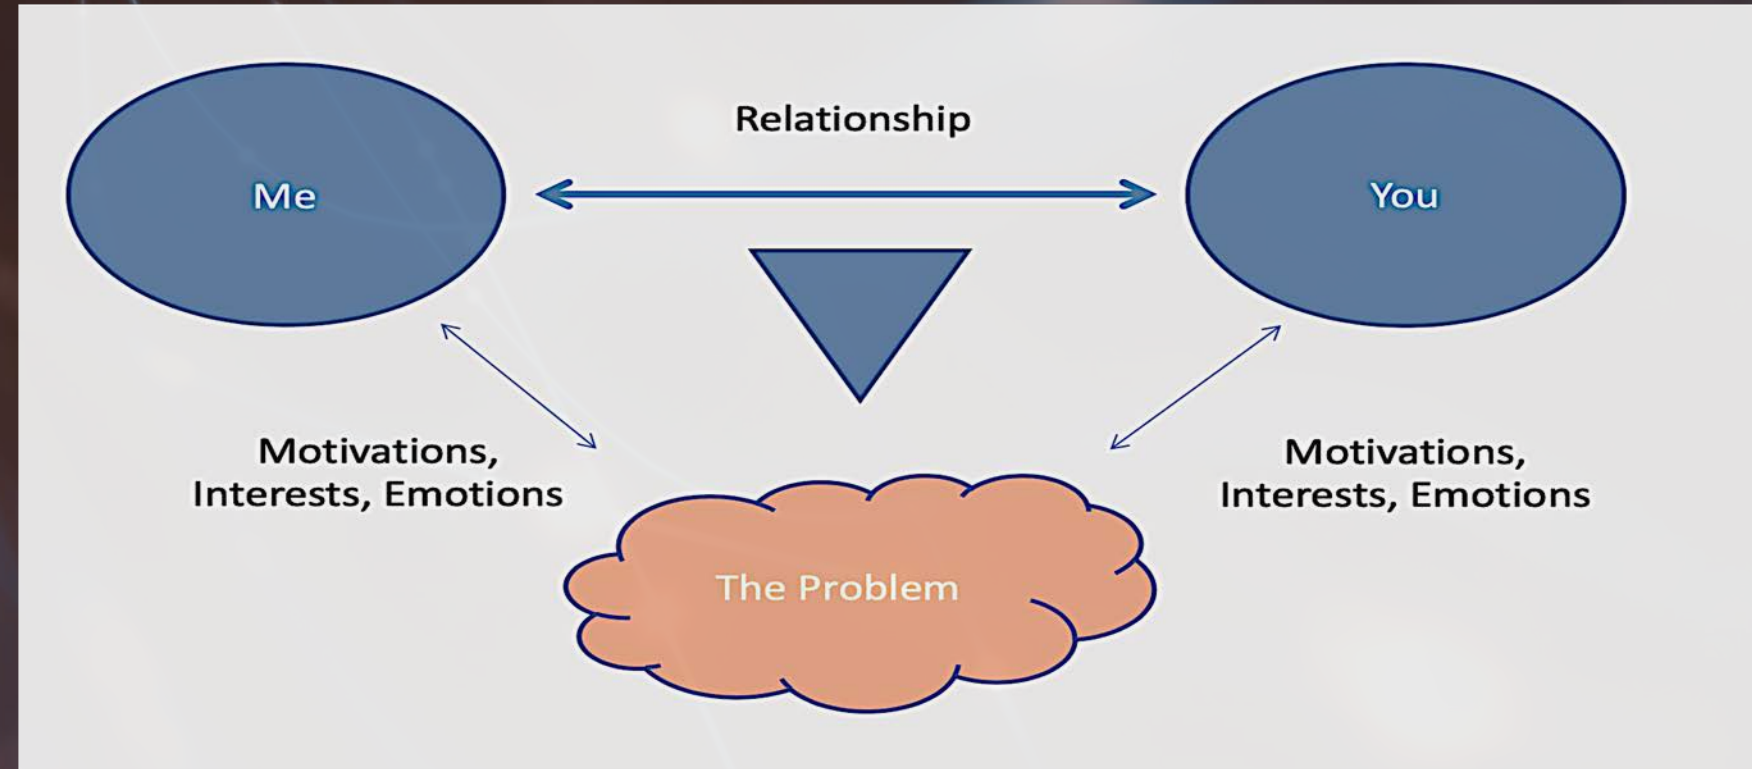 Relationship
Me
You
Motivations,
Interests, Emotions
Motivations,
Interests, Emotions
The Problem